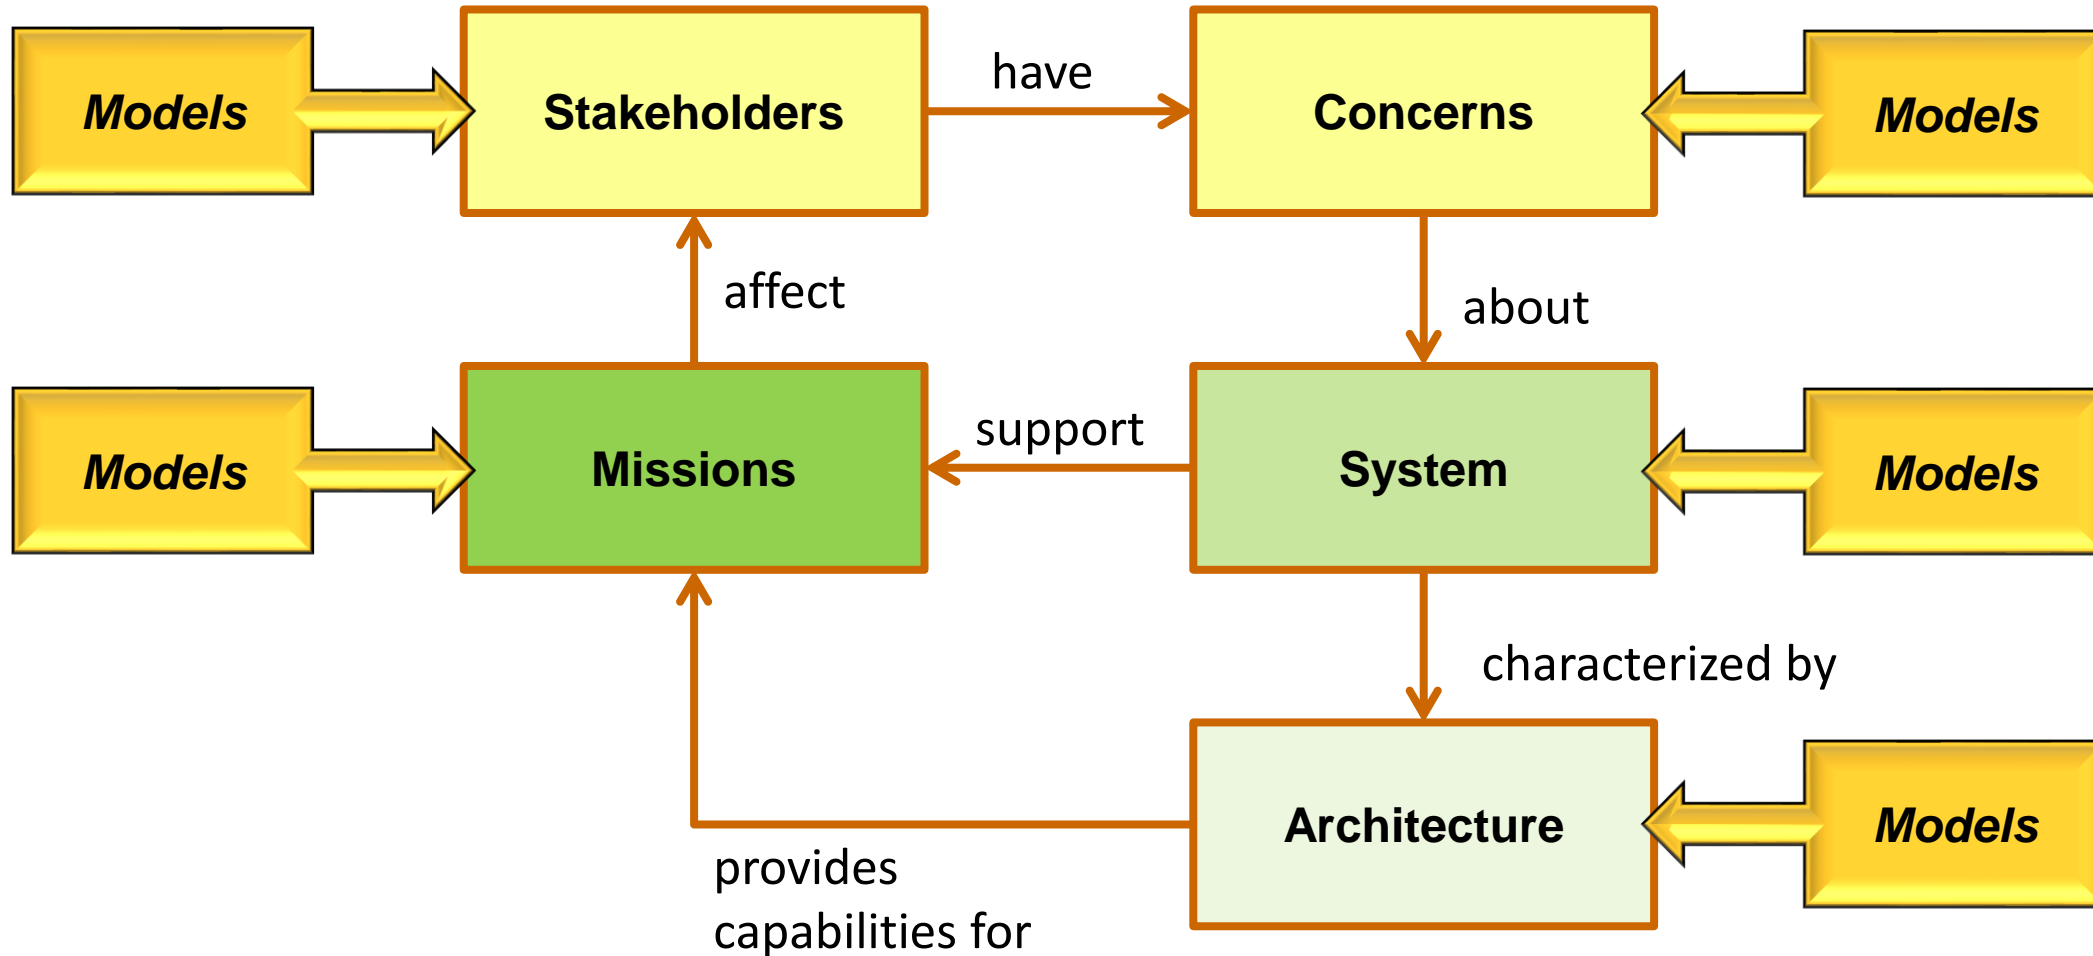 Models
Stakeholders
have
Concerns
Models
affect
about
Models
Missions
support
System
Models
characterized by
Architecture
Models
provides
capabilities for